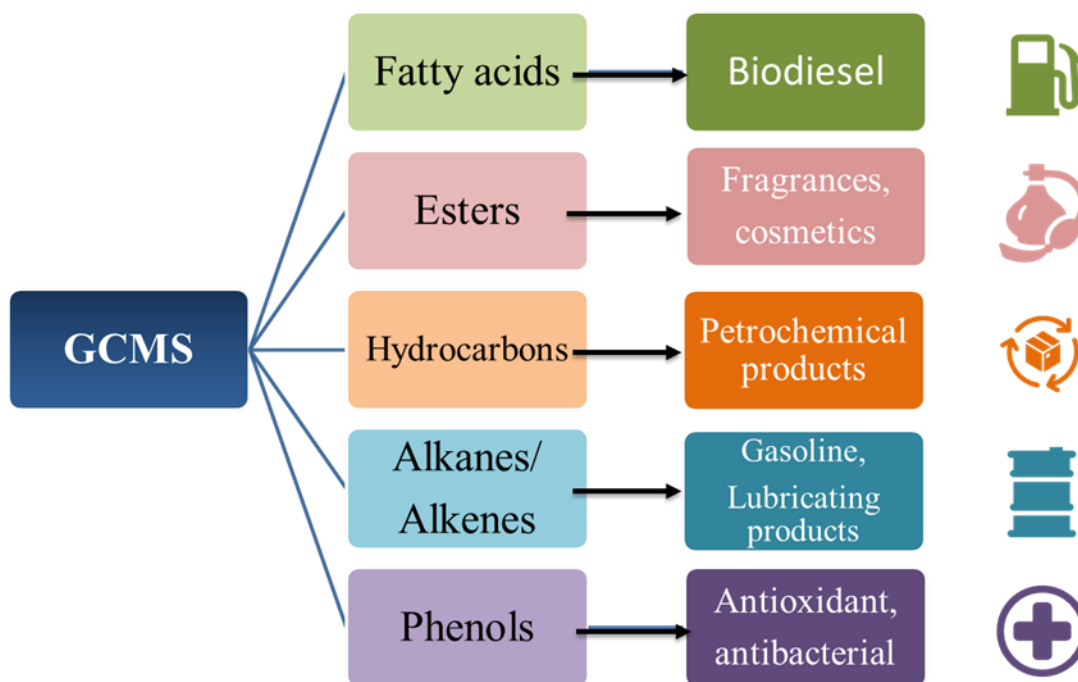 GCMS
Fatty acids
Biodiesel
Esters
Fragrances,
cosmetics
Hydrocarbons
Petrochemical
products
Alkanes/
Alkenes
Gasoline,
Lubricating
products
Phenols
Antioxidant,
antibacterial